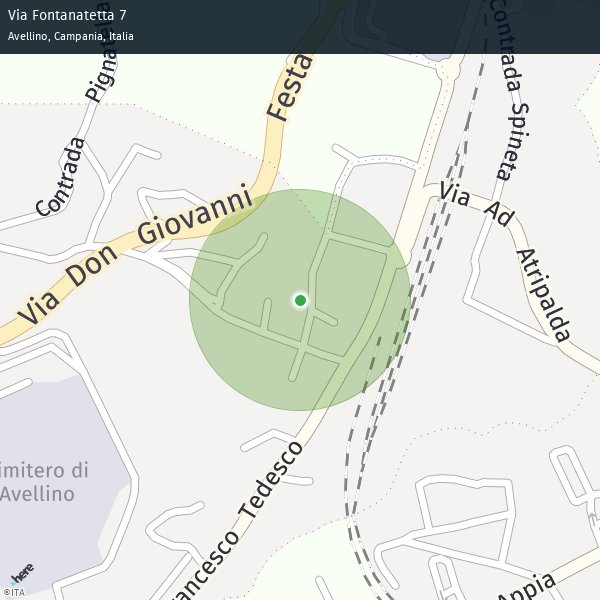 Via Fontanatetta 7
Avellino, Campania, Italia
Contrada
Festa
Contrada Spineta
Via Ad
Atripalda
Via Don Giovanni
imitero di
Avellino
ancesco Tedesco
Appia
here
©ITA